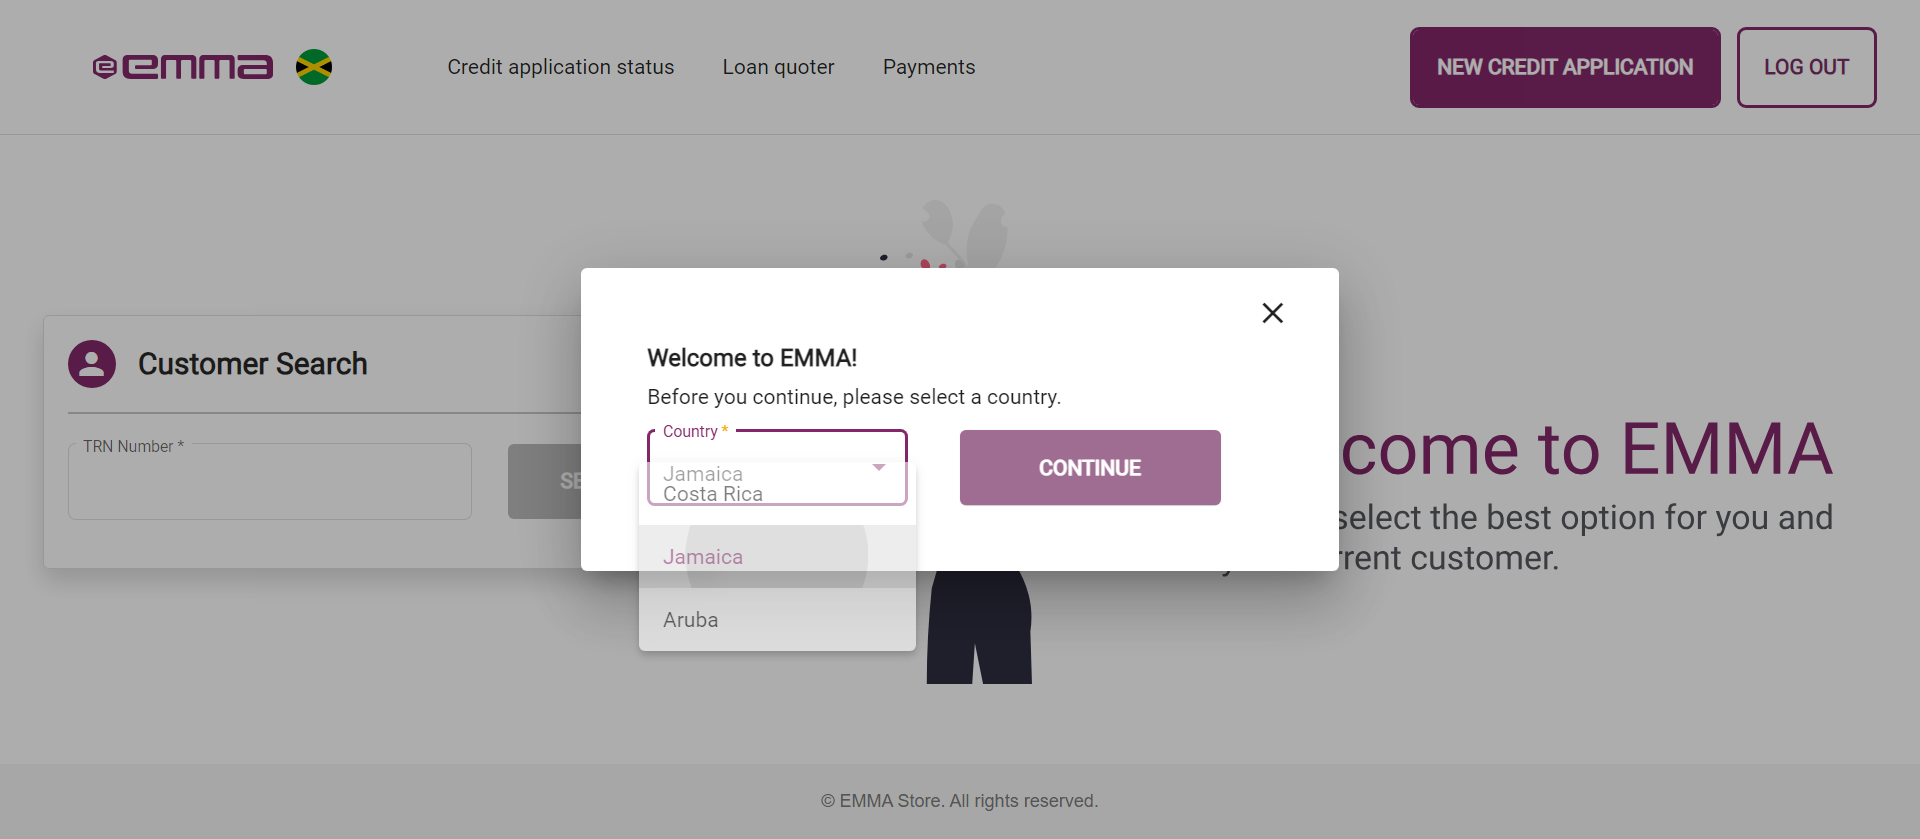 emma
Credit application status
Loan quoter
Payments
NEW CREDIT APPLICATION
LOG OUT
Customer Search
TRN Number *
SE
Welcome to EMMA!
Before you continue, please select a country.
Country *
Jamaica
Costa Rica
Jamaica
Aruba
CONTINUE
come to EMMA
select the best option for you and
rrent customer.
© EMMA Store. All rights reserved.